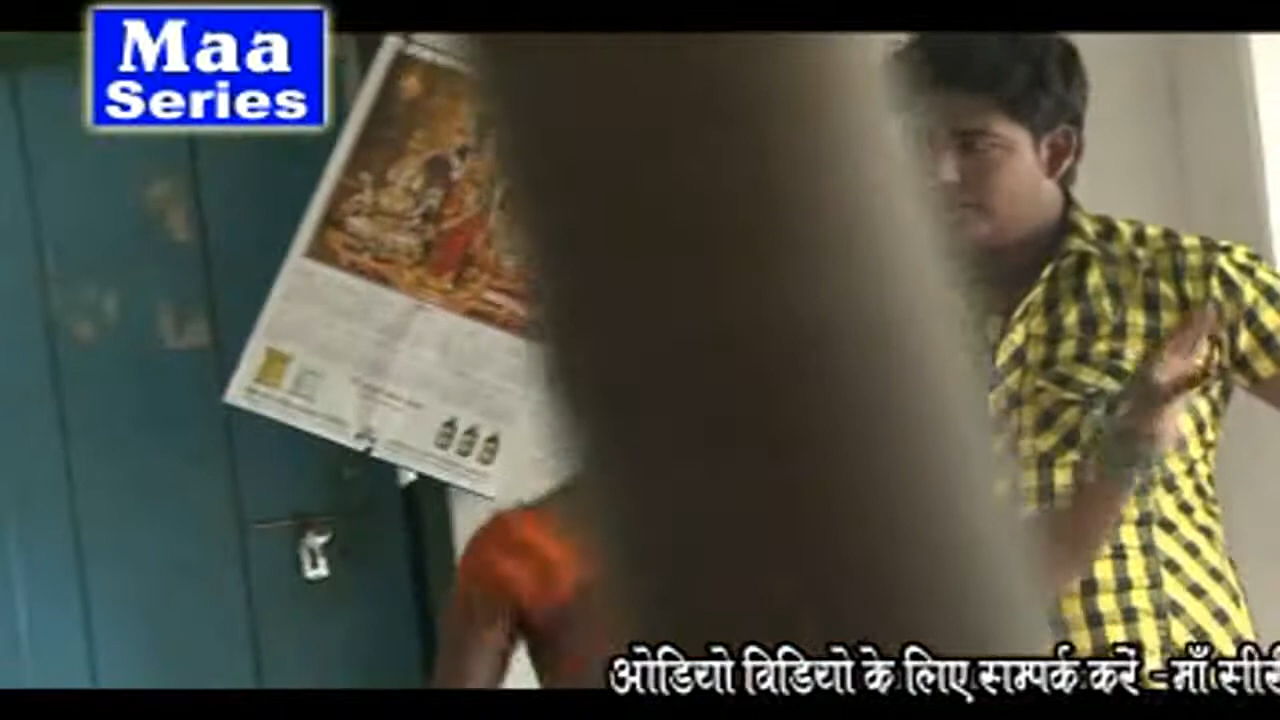 Maa
Series
ओडियो विडियो के लिए सम्पर्क करें - माँ